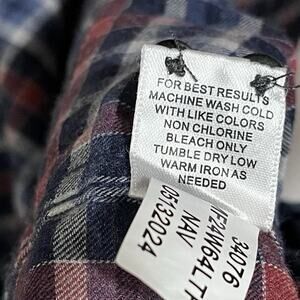 FOR BEST RESULTS
MACHINE WASH COLD
WITH LIKE COLORS
NON CHLORINE
BLEACH ONLY
TUMBLE DRY LOW
WARM IRON AS
NEEDED
34076
NAV
05132024